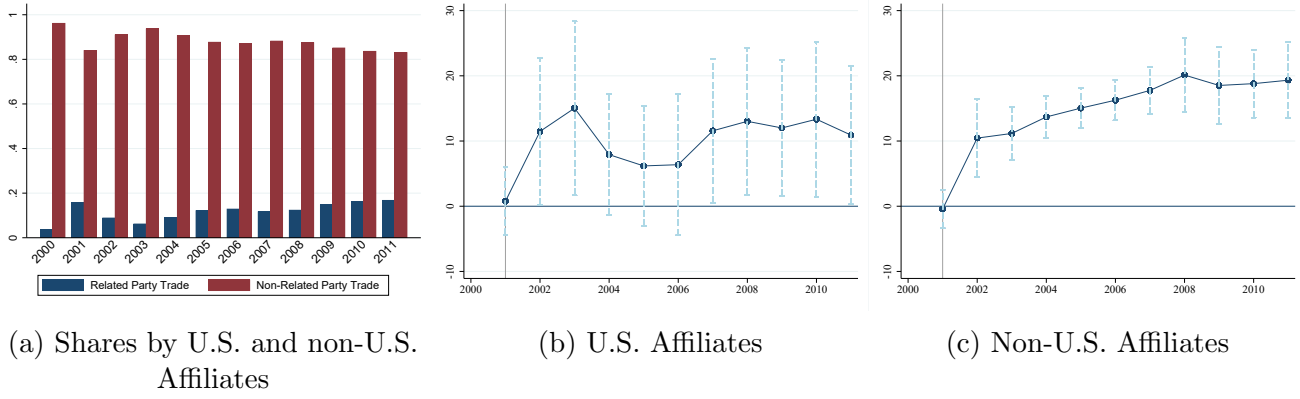 1
.8
.6
.4
.2
0
2000 2001 2002 2003 2004 2005 2006 2007 2008 2009 2010 2011
Related Party Trade Non-Related Party Trade
(a) Shares by U.S. and non-U.S.
Affiliates
30
20
10
0
-10
2000 2002 2004 2006 2008 2010
(b) U.S. Affiliates
30
20
10
0
-10
2000 2002 2004 2006 2008 2010
(c) Non-U.S. Affiliates